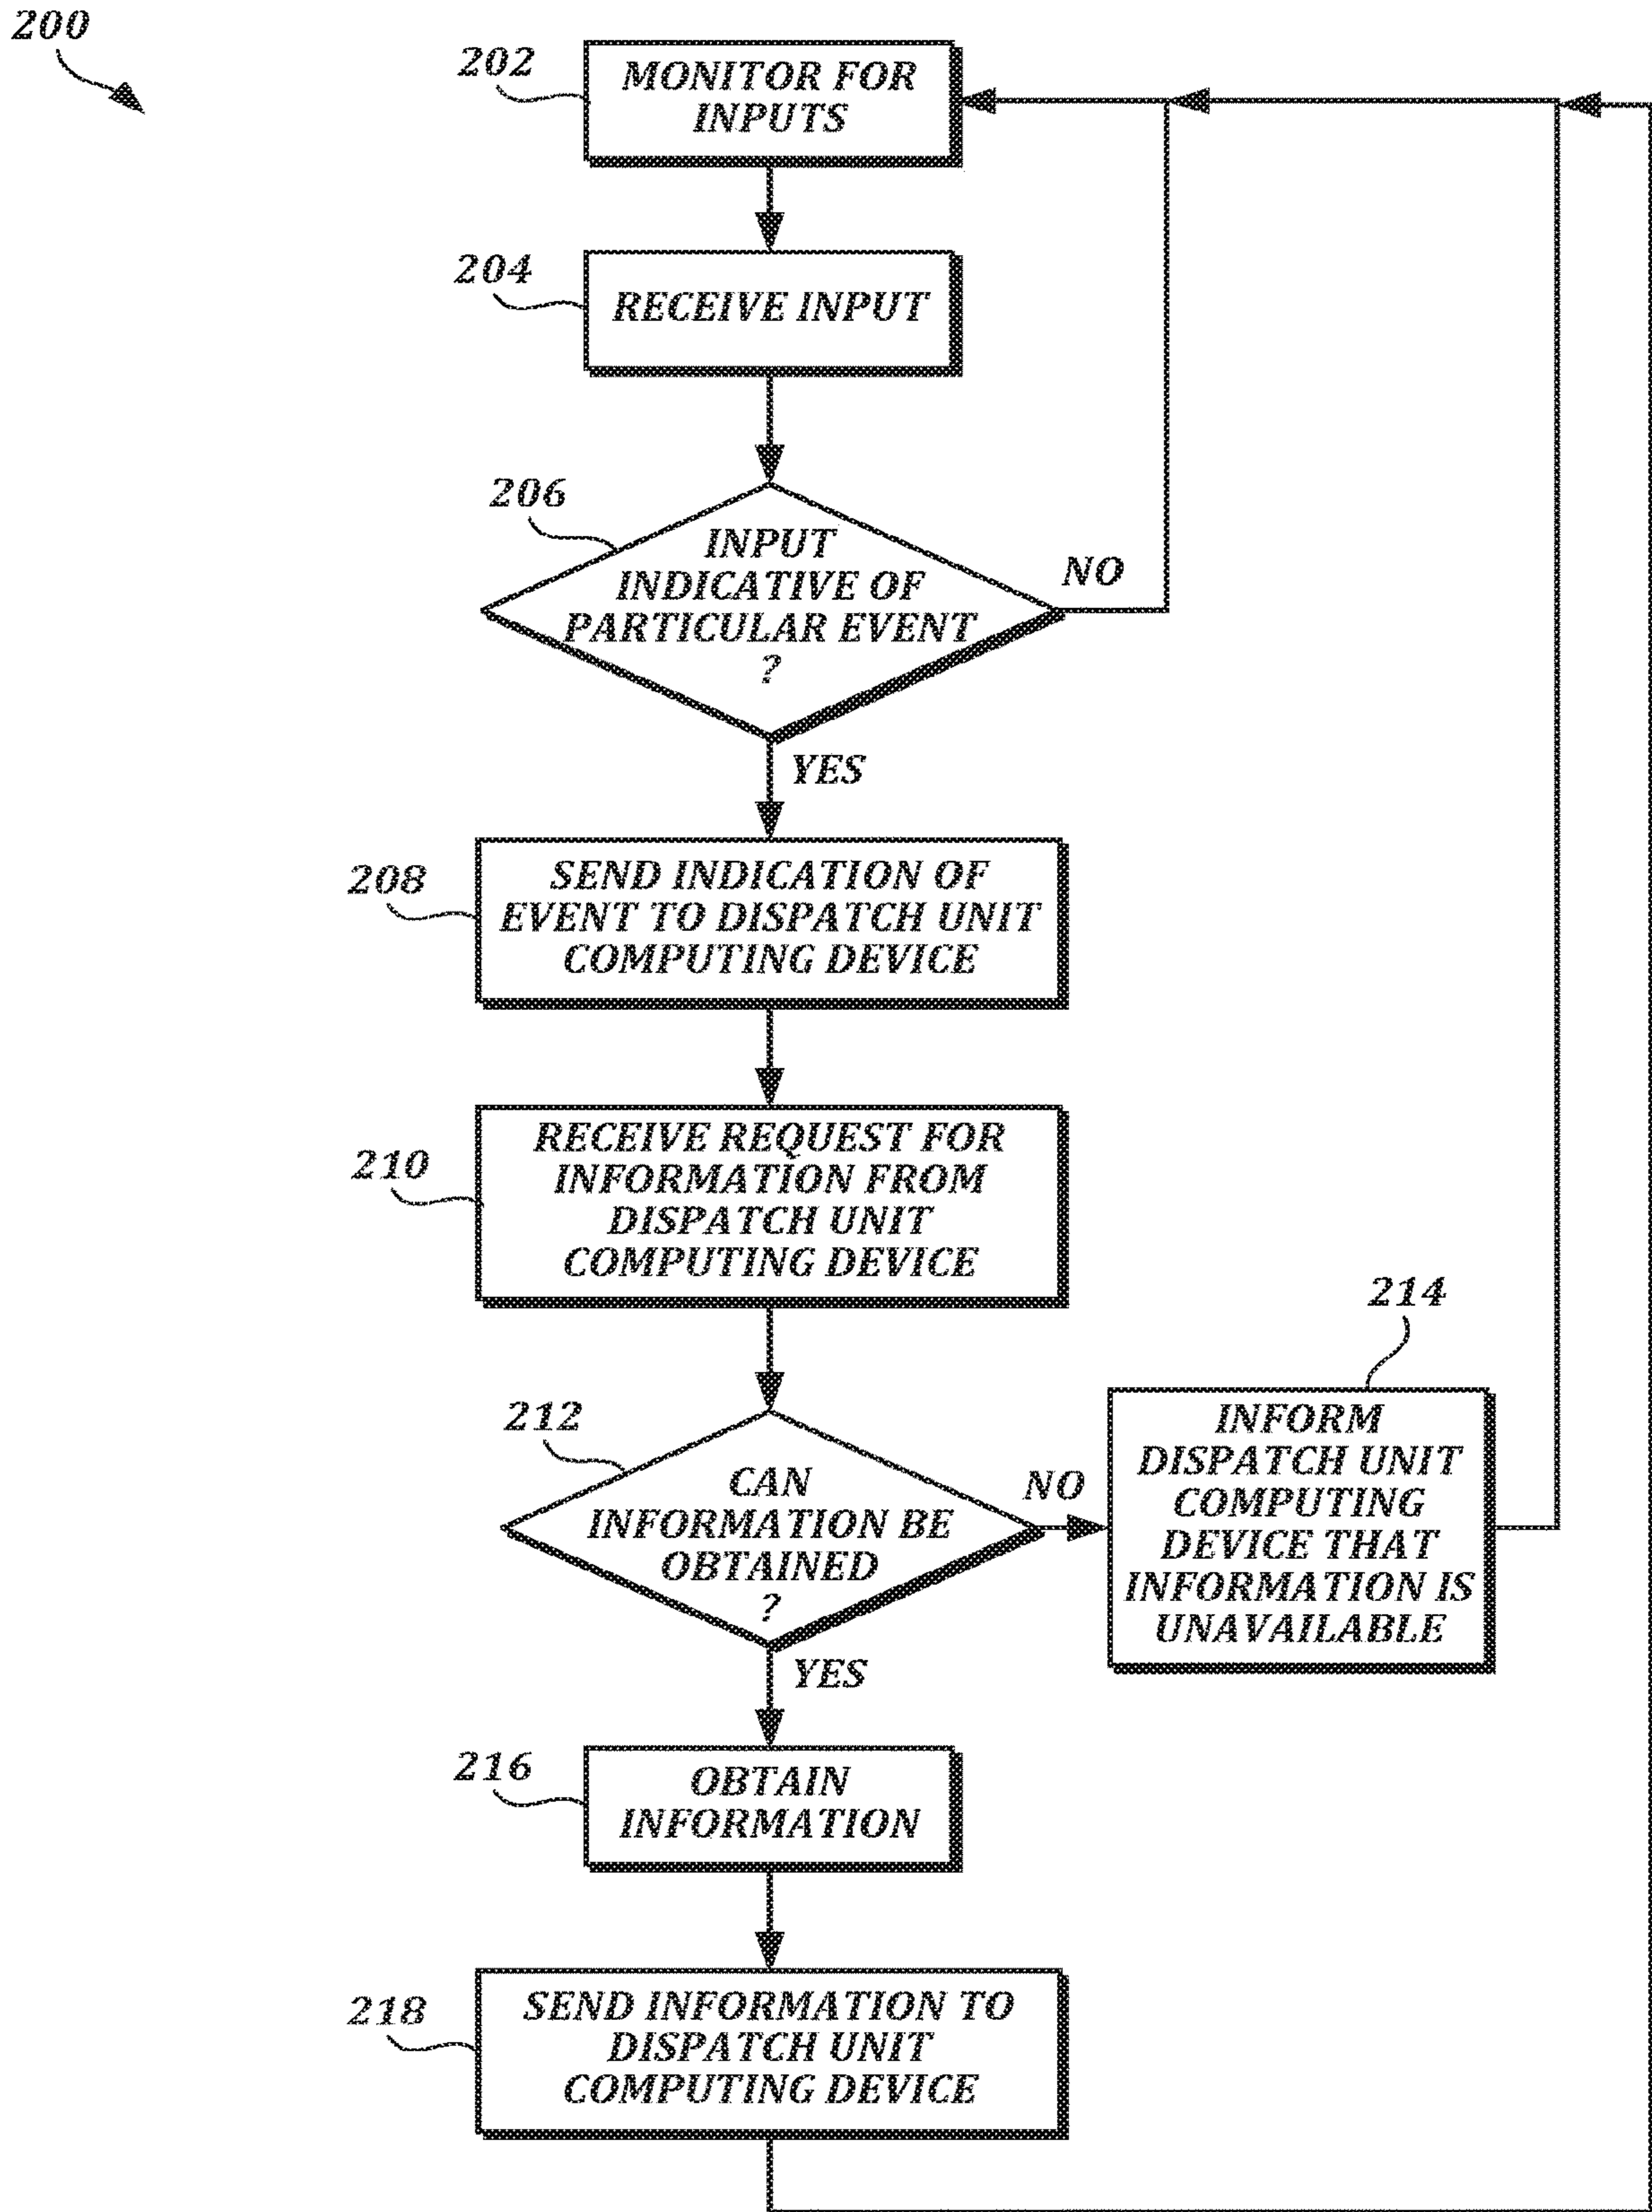 200
202
MONITOR FOR
INPUTS
204
RECEIVE INPUT
206
INPUT
INDICATIVE OF
PARTICULAR EVENT
?
NO
YES
208
SEND INDICATION OF
EVENT TO DISPATCH UNIT
COMPUTING DEVICE
210
RECEIVE REQUEST FOR
INFORMATION FROM
DISPATCH UNIT
COMPUTING DEVICE
212
CAN
INFORMATION BE
OBTAINED
?
NO
214
INFORM
DISPATCH UNIT
COMPUTING
DEVICE THAT
INFORMATION IS
UNAVAILABLE
YES
216
OBTAIN
INFORMATION
218
SEND INFORMATION TO
DISPATCH UNIT
COMPUTING DEVICE